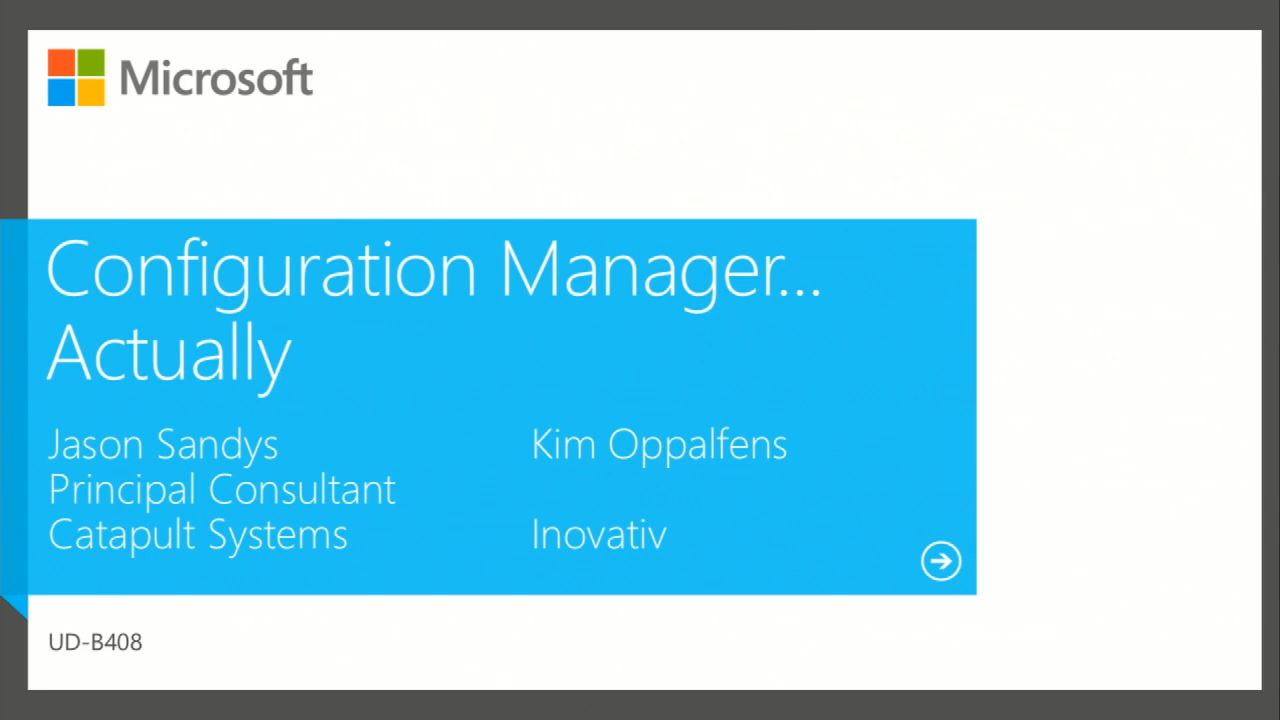 Microsoft
Configuration Manager...
Actually
Jason Sandys
Kim Oppalfens
Principal Consultant
Catapult Systems
Inovativ
UD-B408